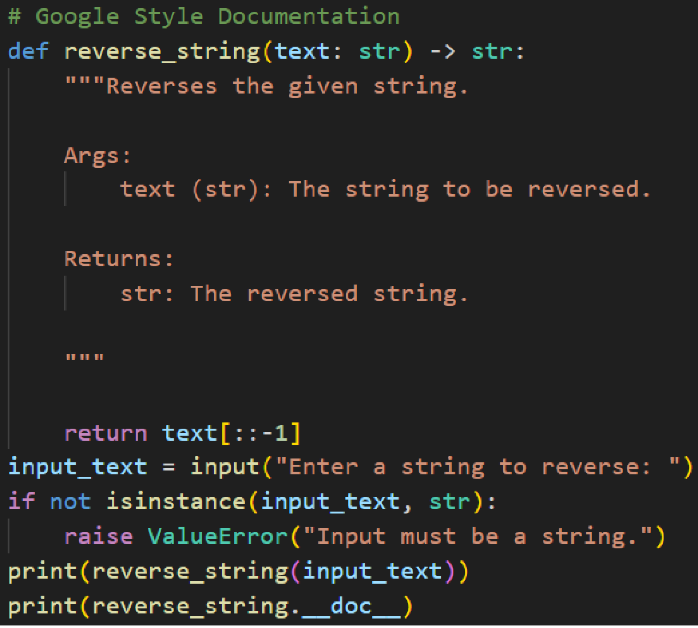 # Google Style Documentation
def reverse_string(text: str) -> str:
    """Reverses the given string.

    Args:
        text (str): The string to be reversed.

    Returns:
        str: The reversed string.

    """

    return text[::-1]
input_text = input("Enter a string to reverse: ")
if not isinstance(input_text, str):
    raise ValueError("Input must be a string.")
print(reverse_string(input_text))
print(reverse_string.__doc__)